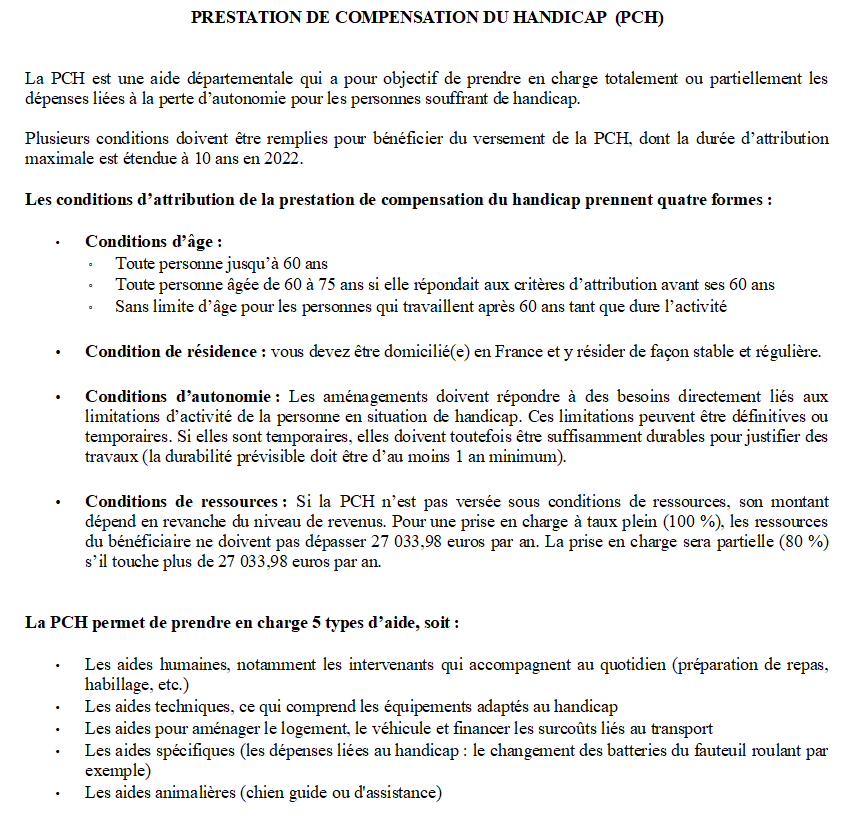 PRESTATION DE COMPENSATION DU HANDICAP (PCH)
La PCH est une aide départementale qui a pour objectif de prendre en charge totalement ou partiellement les
dépenses liées à la perte d’autonomie pour les personnes souffrant de handicap.
Plusieurs conditions doivent être remplies pour bénéficier du versement de la PCH, dont la durée d’attribution
maximale est étendue à 10 ans en 2022.
Les conditions d’attribution de la prestation de compensation du handicap prennent quatre formes :
• Conditions d’âge :
◦ Toute personne jusqu’à 60 ans
◦ Toute personne âgée de 60 à 75 ans si elle répondait aux critères d’attribution avant ses 60 ans
◦ Sans limite d’âge pour les personnes qui travaillent après 60 ans tant que dure l’activité
• Condition de résidence : vous devez être domicilié(e) en France et y résider de façon stable et régulière.
• Conditions d’autonomie : Les aménagements doivent répondre à des besoins directement liés aux
limitations d’activité de la personne en situation de handicap. Ces limitations peuvent être définitives ou
temporaires. Si elles sont temporaires, elles doivent toutefois être suffisamment durables pour justifier des
travaux (la durabilité prévisible doit être d’au moins 1 an minimum).
• Conditions de ressources : Si la PCH n’est pas versée sous conditions de ressources, son montant
dépend en revanche du niveau de revenus. Pour une prise en charge à taux plein (100 %), les ressources
du bénéficiaire ne doivent pas dépasser 27 033,98 euros par an. La prise en charge sera partielle (80 %)
s’il touche plus de 27 033,98 euros par an.
La PCH permet de prendre en charge 5 types d’aide, soit :
• Les aides humaines, notamment les intervenants qui accompagnent au quotidien (préparation de repas,
habillage, etc.)
• Les aides techniques, ce qui comprend les équipements adaptés au handicap
• Les aides pour aménager le logement, le véhicule et financer les surcoûts liés au transport
• Les aides spécifiques (les dépenses liées au handicap : le changement des batteries du fauteuil roulant par
exemple)
• Les aides animalières (chien guide ou d'assistance)